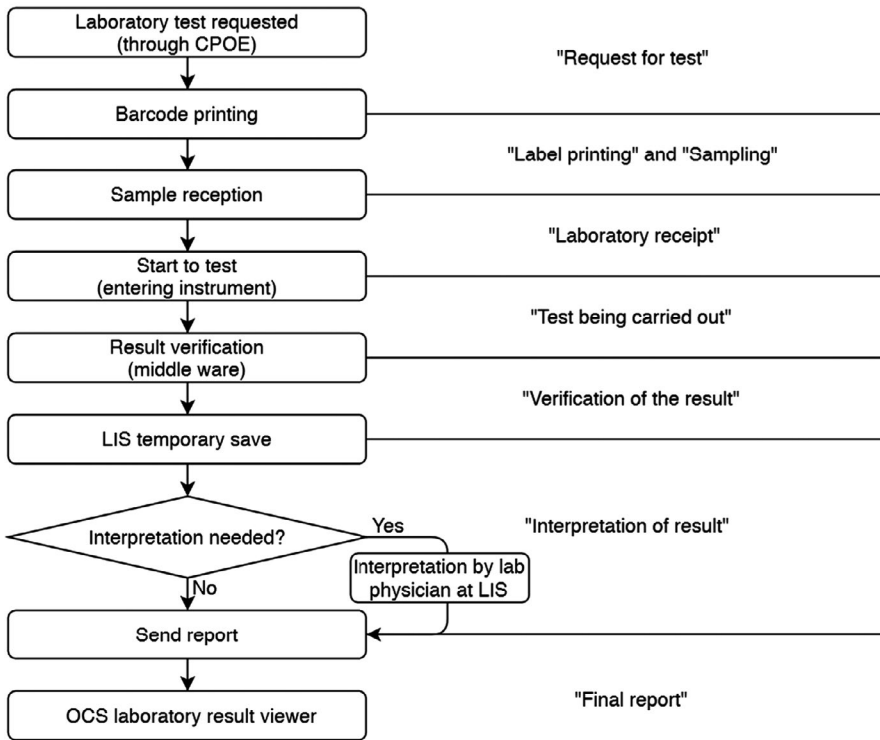 Laboratory test requested
(through CPOE)
"Request for test"
Barcode printing
"Label printing" and "Sampling"
Sample reception
"Laboratory receipt"
Start to test
(entering instrument)
"Test being carried out"
Result verification
(middle ware)
"Verification of the result"
LIS temporary save
Interpretation needed?
Yes
"Interpretation of result"
Interpretation by lab
physician at LIS
No
Send report
"Final report"
OCS laboratory result viewer